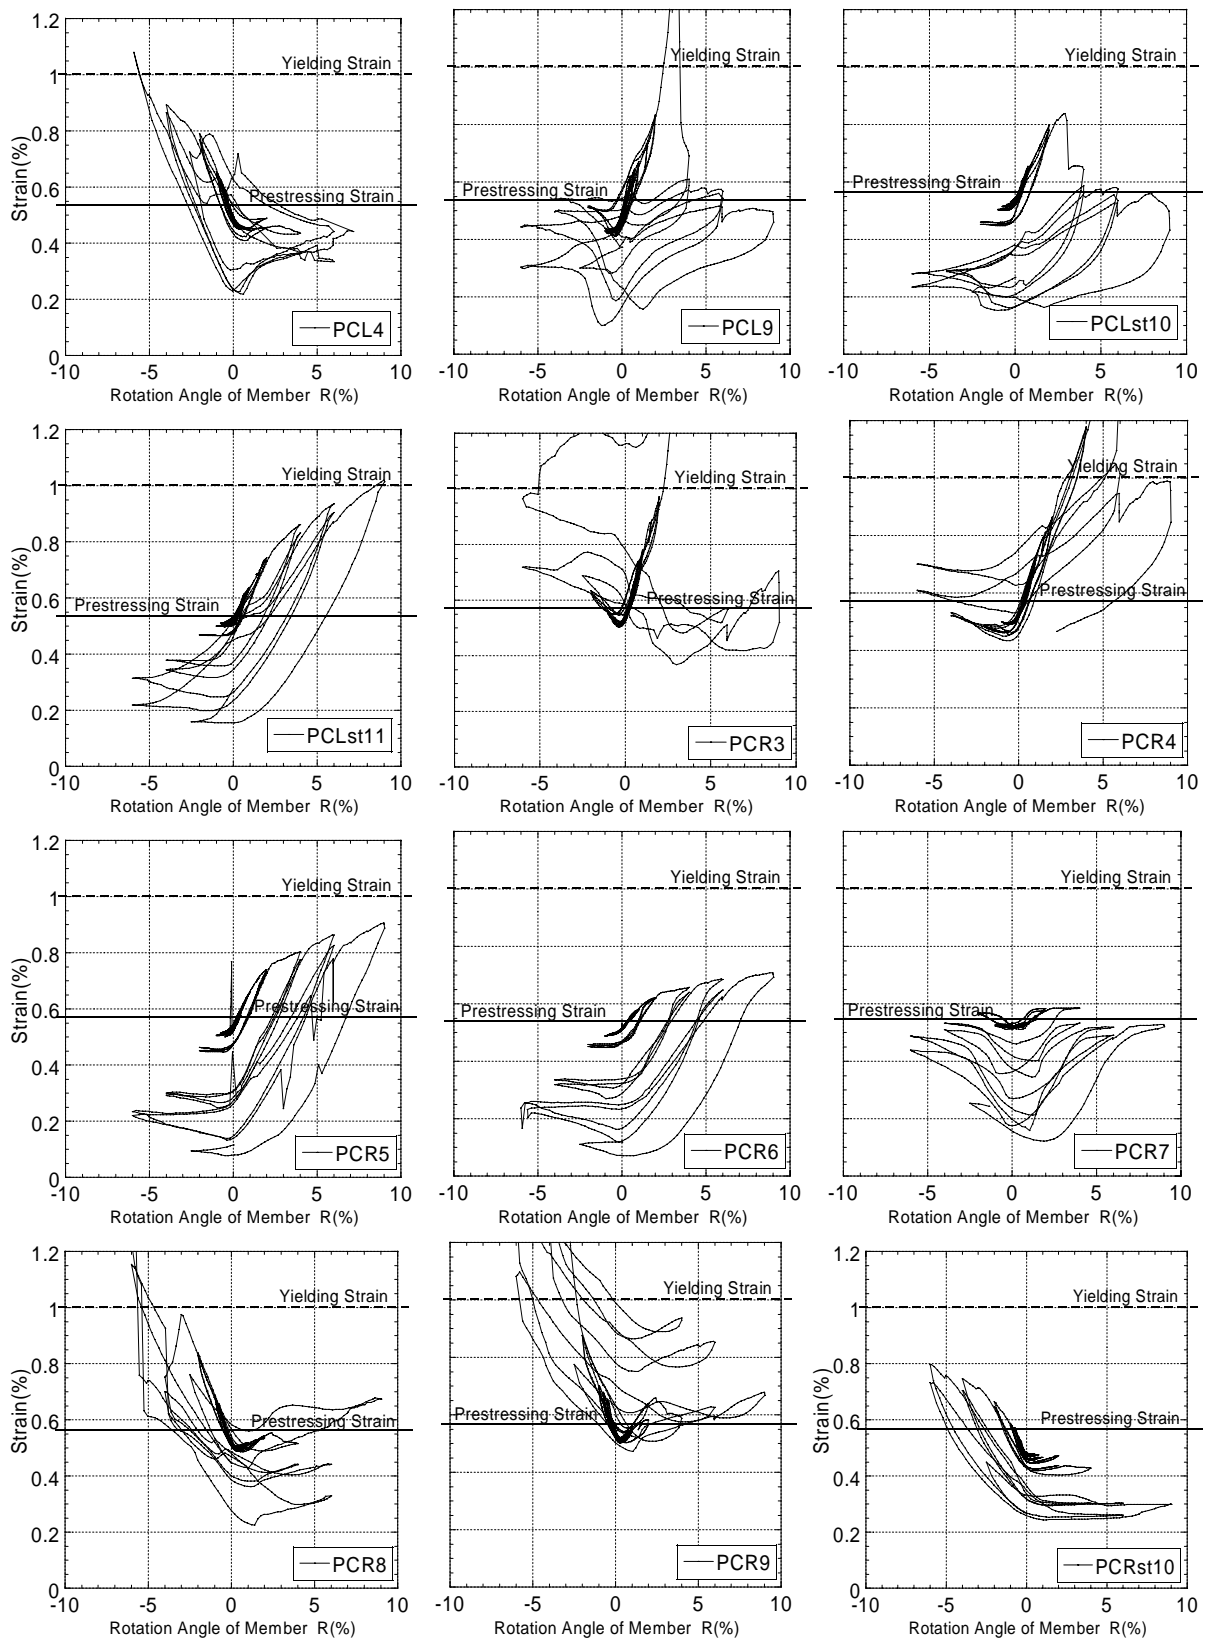 1.2
Yielding Strain
1
0.8
Strain(%)
0.6
Prestressing Strain
0.4
0.2
PCL4
0
-10 -5 0 5 10
Rotation Angle of Member R(%)
Yielding Strain
Prestressing Strain
PCL9
-10 -5 0 5 10
Rotation Angle of Member R(%)
Yielding Strain
Prestressing Strain
PCLst10
-10 -5 0 5 10
Rotation Angle of Member R(%)
1.2
Yielding Strain
1
0.8
Strain(%)
0.6
Prestressing Strain
0.4
0.2
PCLst11
0
-10 -5 0 5 10
Rotation Angle of Member R(%)
Yielding Strain
Prestressing Strain
PCR3
-10 -5 0 5 10
Rotation Angle of Member R(%)
Yielding Strain
Prestressing Strain
PCR4
-10 -5 0 5 10
Rotation Angle of Member R(%)
1.2
Yielding Strain
1
0.8
Strain(%)
0.6
Prestressing Strain
0.4
0.2
PCR5
0
-10 -5 0 5 10
Rotation Angle of Member R(%)
Yielding Strain
Prestressing Strain
PCR6
-10 -5 0 5 10
Rotation Angle of Member R(%)
Yielding Strain
Prestressing Strain
PCR7
-10 -5 0 5 10
Rotation Angle of Member R(%)
1.2
Yielding Strain
1
0.8
Strain(%)
0.6
Prestressing Strain
0.4
0.2
PCR8
0
-10 -5 0 5 10
Rotation Angle of Member R(%)
Yielding Strain
Prestressing Strain
PCR9
-10 -5 0 5 10
Rotation Angle of Member R(%)
1.2
Yielding Strain
1
0.8
Strain(%)
0.6
Prestressing Strain
0.4
0.2
PCRst10
0
-10 -5 0 5 10
Rotation Angle of Member R(%)